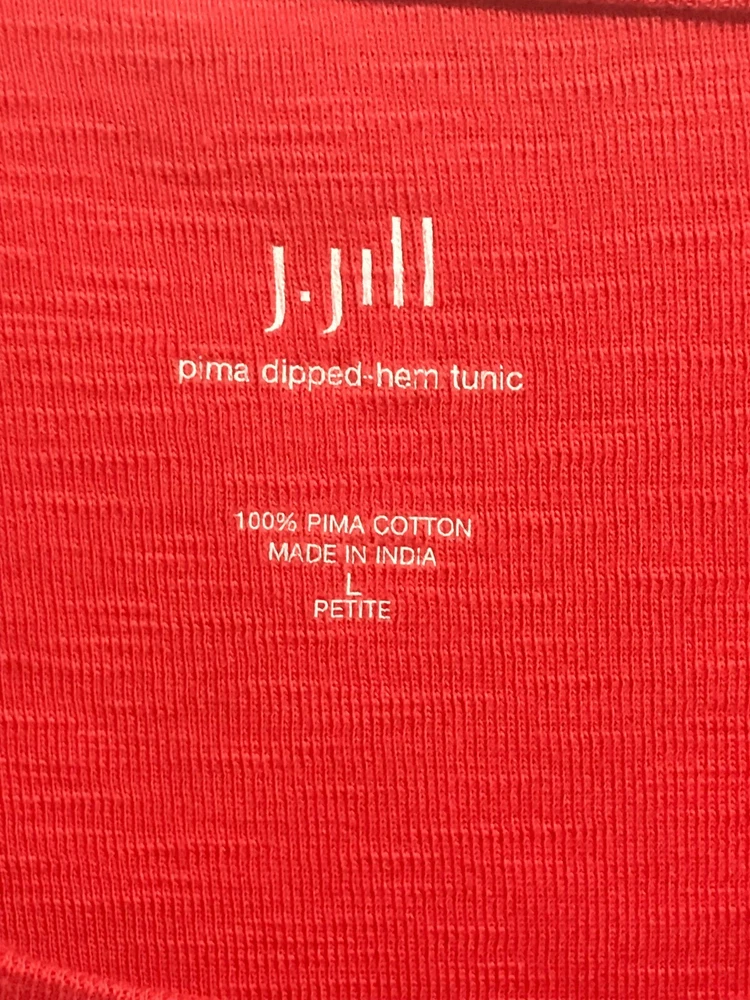 J.Jill
pima dipped-hem tunic
100% PIMA COTTON
MADE IN INDIA
L
PETITE